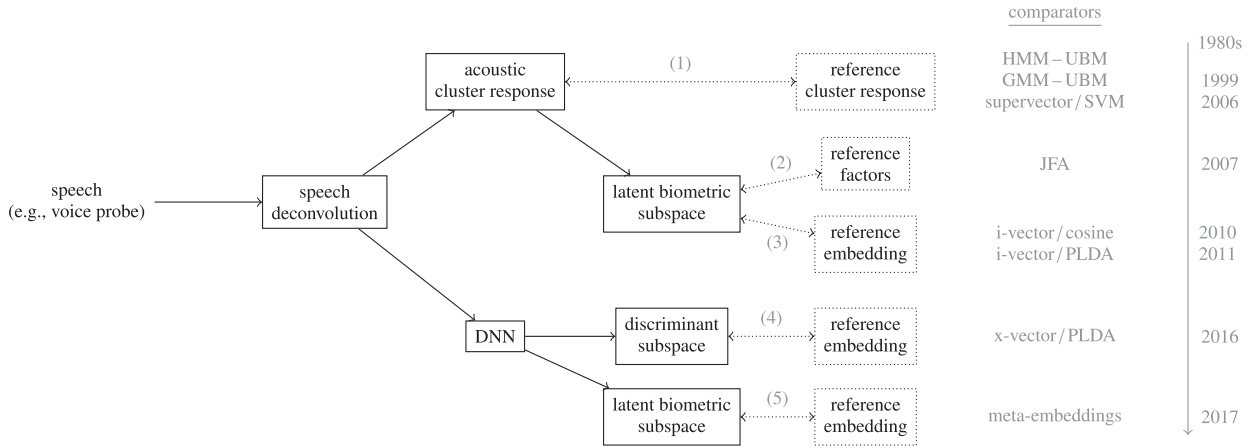 comparators
1980s
acoustic
cluster response
(1)
reference
cluster response
HMM – UBM
GMM – UBM
1999
supervector / SVM
2006
(2)
reference
factors
JFA
2007
speech
(e.g., voice probe)
speech
deconvolution
latent biometric
subspace
(3)
reference
embedding
i-vector / cosine
2010
i-vector / PLDA
2011
DNN
discriminant
subspace
(4)
reference
embedding
x-vector / PLDA
2016
latent biometric
subspace
(5)
reference
embedding
meta-embeddings
2017